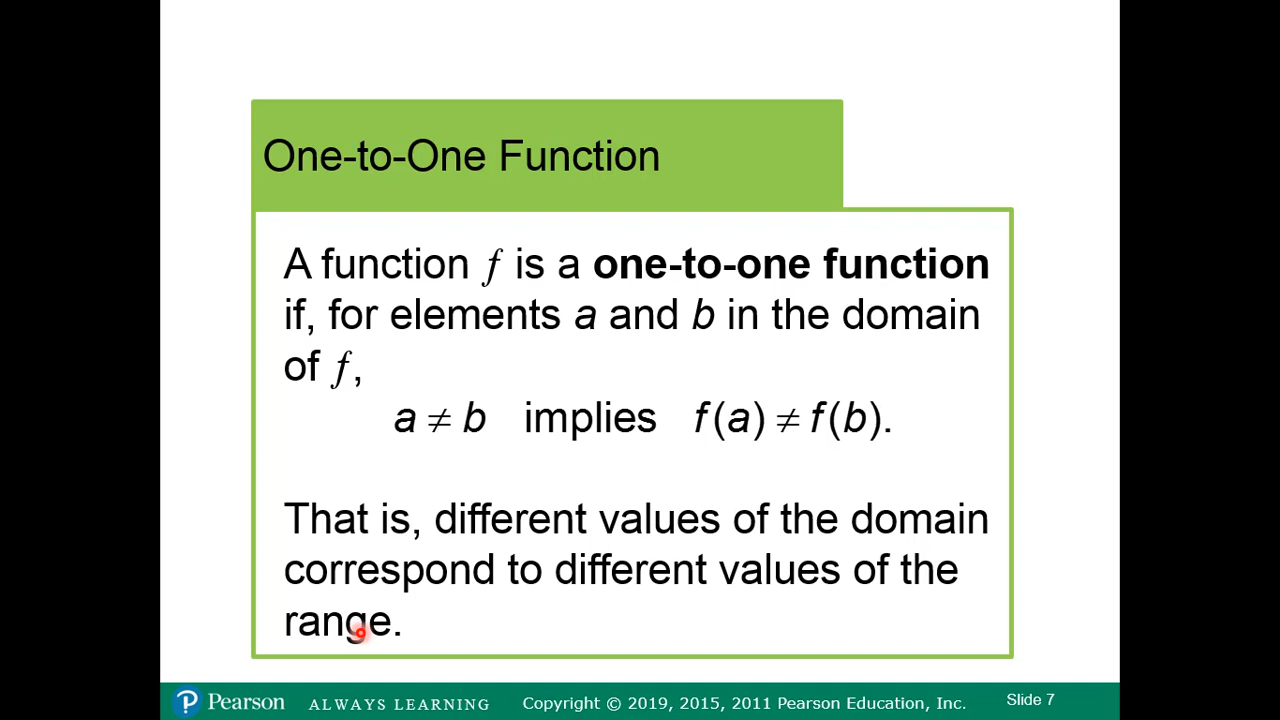 One-to-One Function
A function f is a one-to-one function
if, for elements a and b in the domain
of f,
a ≠ b implies f(a) ≠ f(b).
That is, different values of the domain
correspond to different values of the
range.
Pearson ALWAYS LEARNING Copyright © 2019, 2015, 2011 Pearson Education, Inc. Slide 7